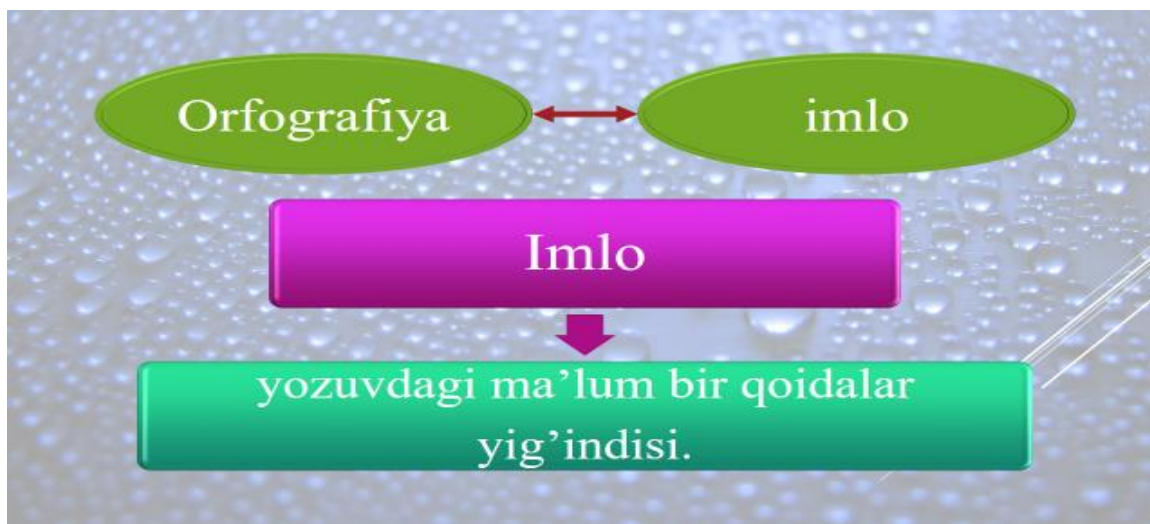 Orfografiya
imlo
Imlo
yozuvdagi ma’lum bir qoidalar
yig’indisi.